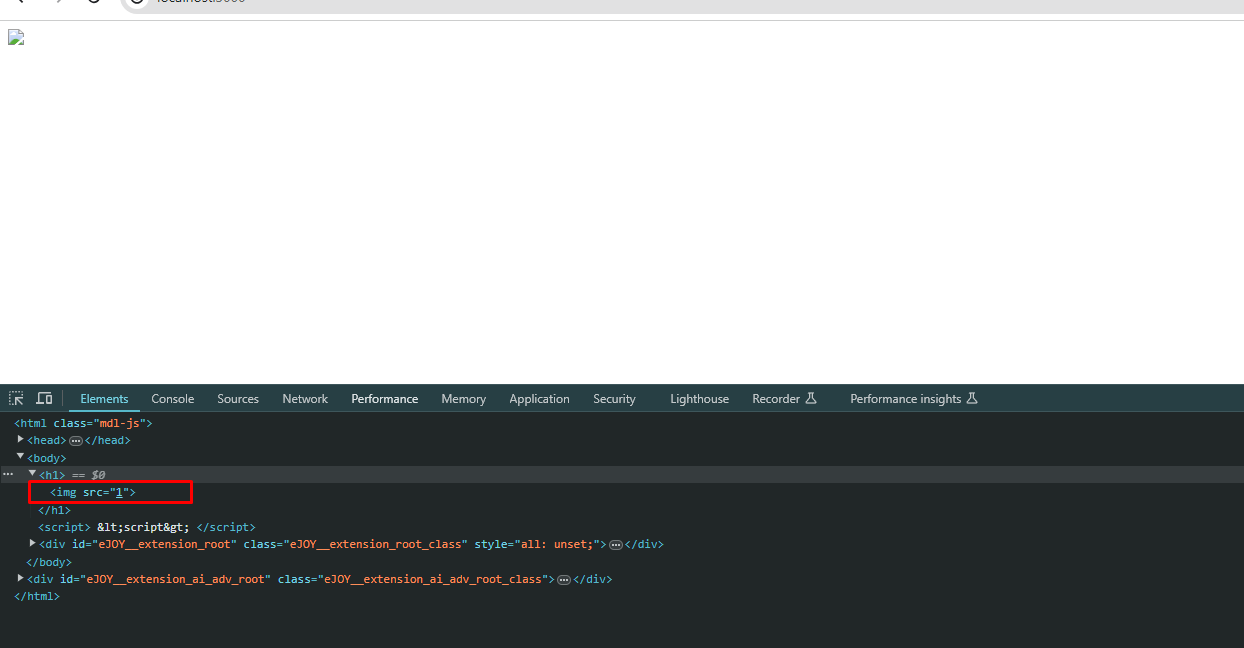 localhost:3000
Elements Console Sources Network Performance Memory Application Security Lighthouse Recorder Performance insights
<html class="mdl-js">
<head> ··· </head>
<body>
··· <h1> == $0
<img src="1">
</h1>
<script> &lt;script&gt; </script>
<div id="eJOY__extension_root" class="eJOY__extension_root_class" style="all: unset;"> ··· </div>
</body>
<div id="eJOY__extension_ai_adv_root" class="eJOY__extension_ai_adv_root_class"> ··· </div>
</html>